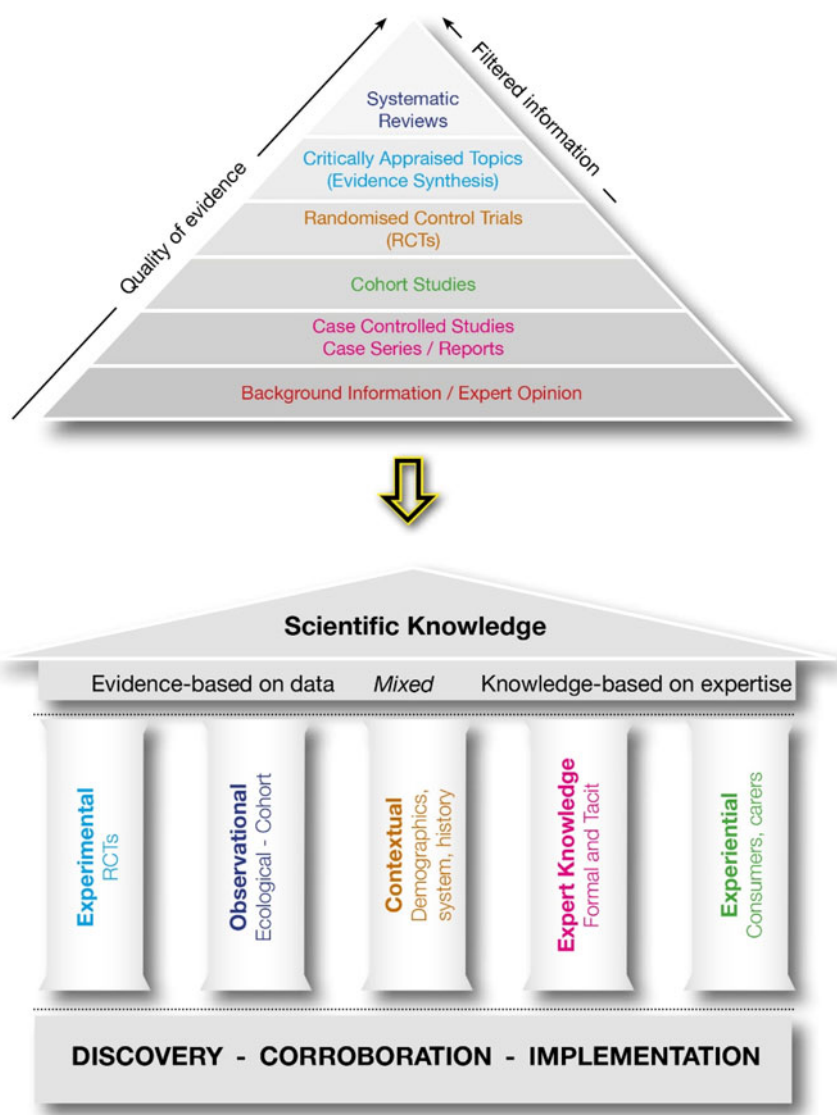 Quality of evidence
Filtered information
Systematic
Reviews
Critically Appraised Topics
(Evidence Synthesis)
Randomised Control Trials
(RCTs)
Cohort Studies
Case Controlled Studies
Case Series / Reports
Background Information / Expert Opinion
Scientific Knowledge
Evidence-based on data Mixed Knowledge-based on expertise
Experimental
RCTs
Observational
Ecological - Cohort
Contextual
Demographics,
system, history
Expert Knowledge
Formal and Tacit
Experiential
Consumers, carers
DISCOVERY - CORROBORATION - IMPLEMENTATION